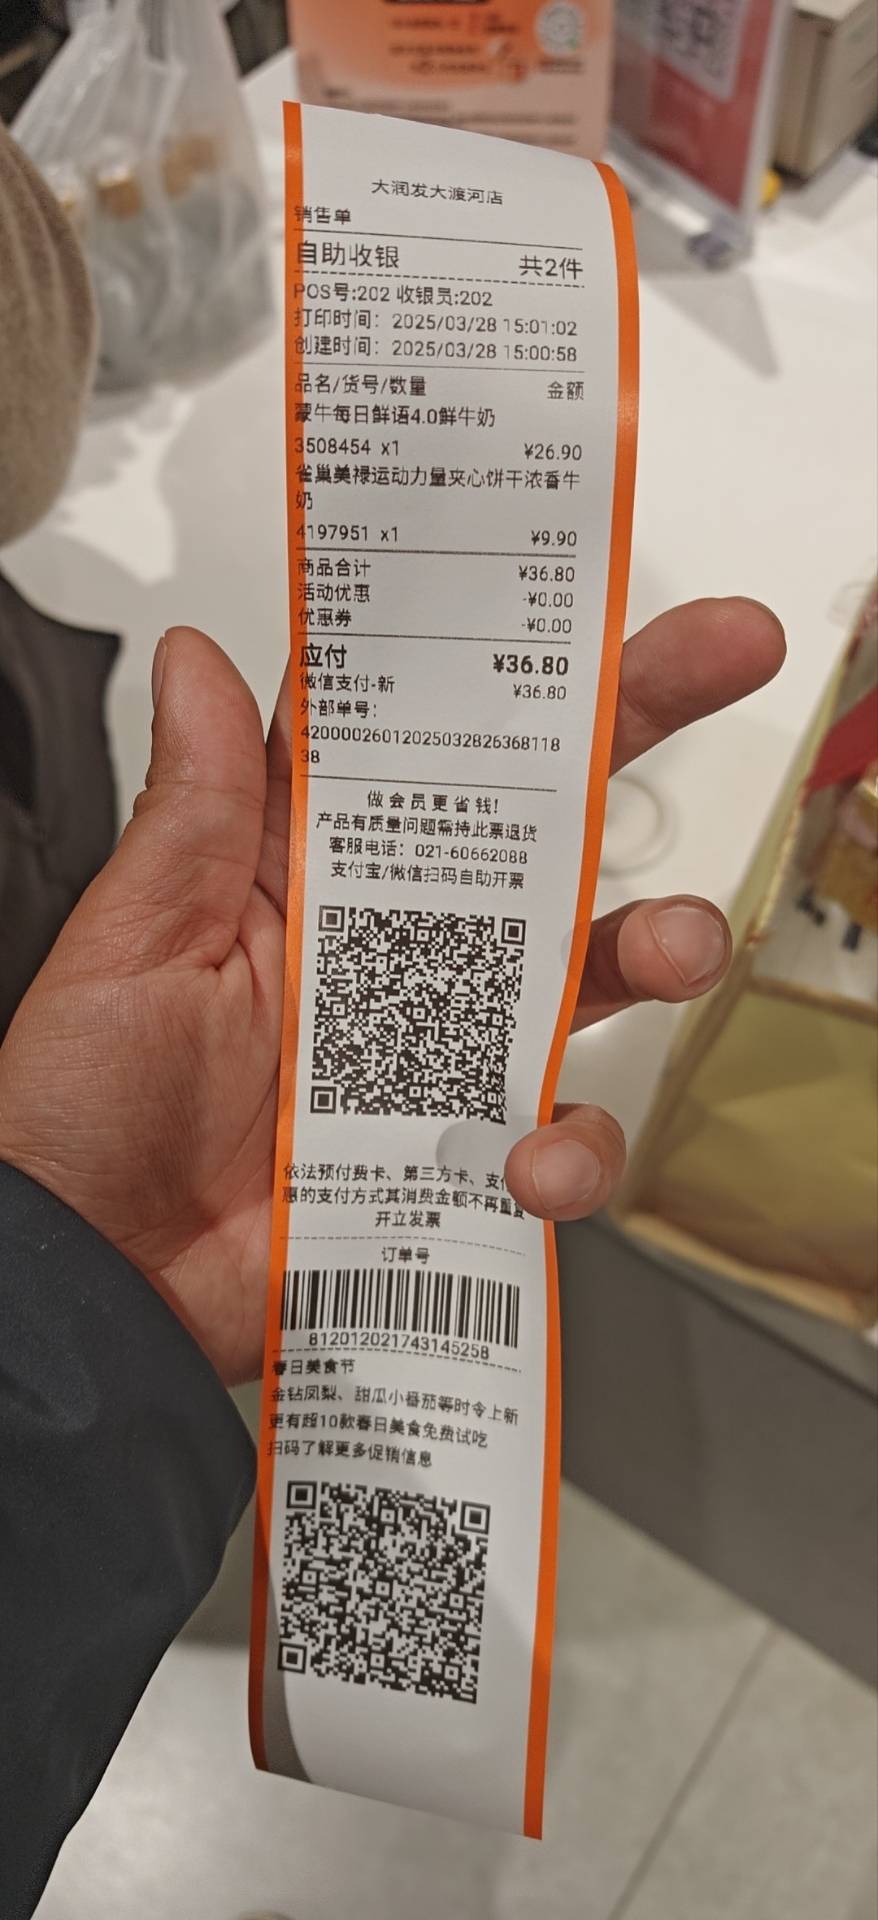 大润发大渡河店
销售单
自助收银 共2件
POS号:202 收银员:202
打印时间: 2025/03/28 15:01:02
创建时间: 2025/03/28 15:00:58
品名/货号/数量 金额
蒙牛每日鲜语4.0鲜牛奶
3508454 x1 ¥26.90
雀巢美禄运动力量夹心饼干浓香牛
奶
4197951 x1 ¥9.90
商品合计 ¥36.80
活动优惠 -¥0.00
优惠券 -¥0.00
应付 ¥36.80
微信支付-新 ¥36.80
外部单号:
42000026012025032826368118
38
做会员更省钱!
产品有质量问题需持此票退货
客服电话: 021-60662088
支付宝/微信扫码自助开票
依法预付费卡、第三方卡、支
惠的支付方式其消费金额不再重复
开立发票
订单号
812012021743145258
春日美食节
金钻凤梨、甜瓜小番茄等时令上新
更有超10款春日美食免费试吃
扫码了解更多促销信息